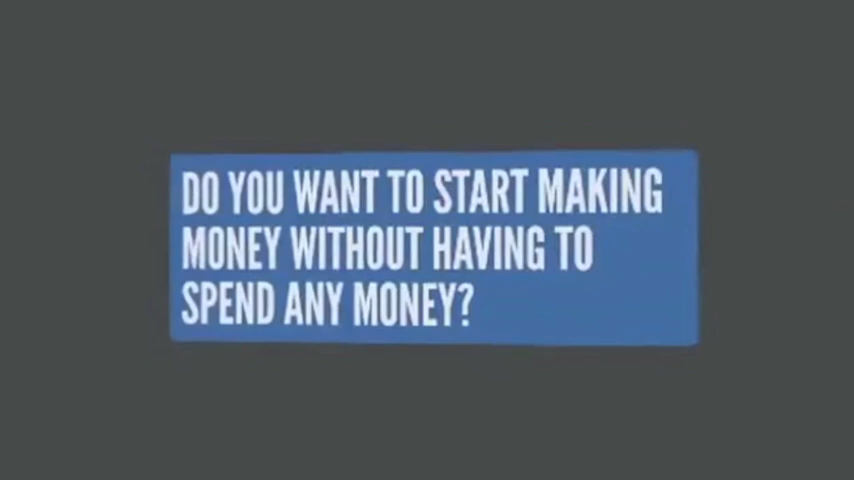 DO YOU WANT TO START MAKING
MONEY WITHOUT HAVING TO
SPEND ANY MONEY?